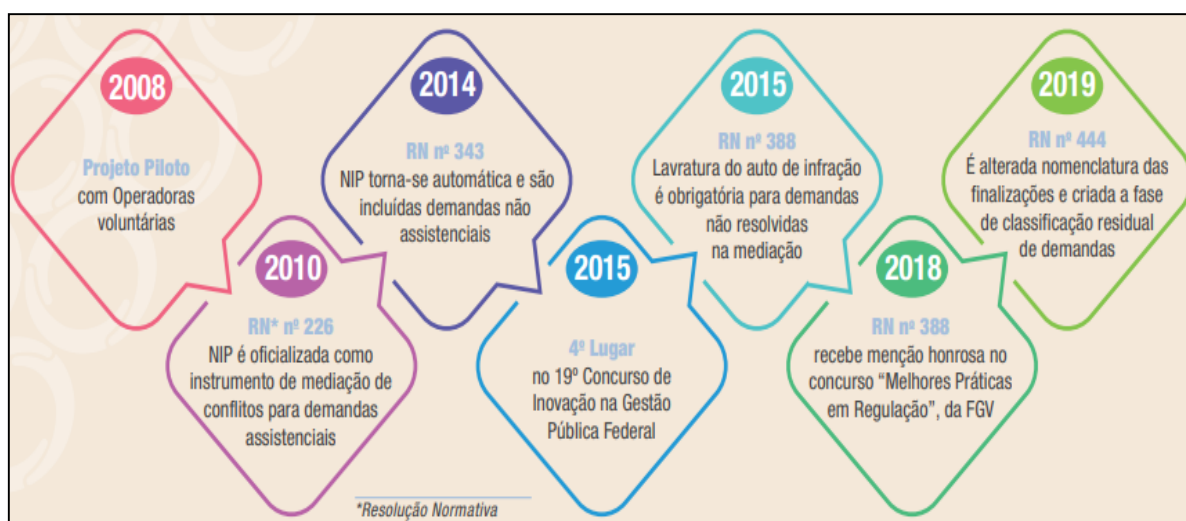 2008
Projeto Piloto
com Operadoras
voluntárias
2010
RN* nº 226
NIP é oficializada como
instrumento de mediação de
conflitos para demandas
assistenciais
2014
RN nº 343
NIP torna-se automática e são
incluídas demandas não
assistenciais
2015
4º Lugar
no 19º Concurso de
Inovação na Gestão
Pública Federal
2015
RN nº 388
Lavratura do auto de infração
é obrigatória para demandas
não resolvidas
na mediação
2018
RN nº 388
recebe menção honrosa no
concurso “Melhores Práticas
em Regulação”, da FGV
2019
RN nº 444
É alterada nomenclatura das
finalizações e criada a fase
de classificação residual
de demandas
*Resolução Normativa